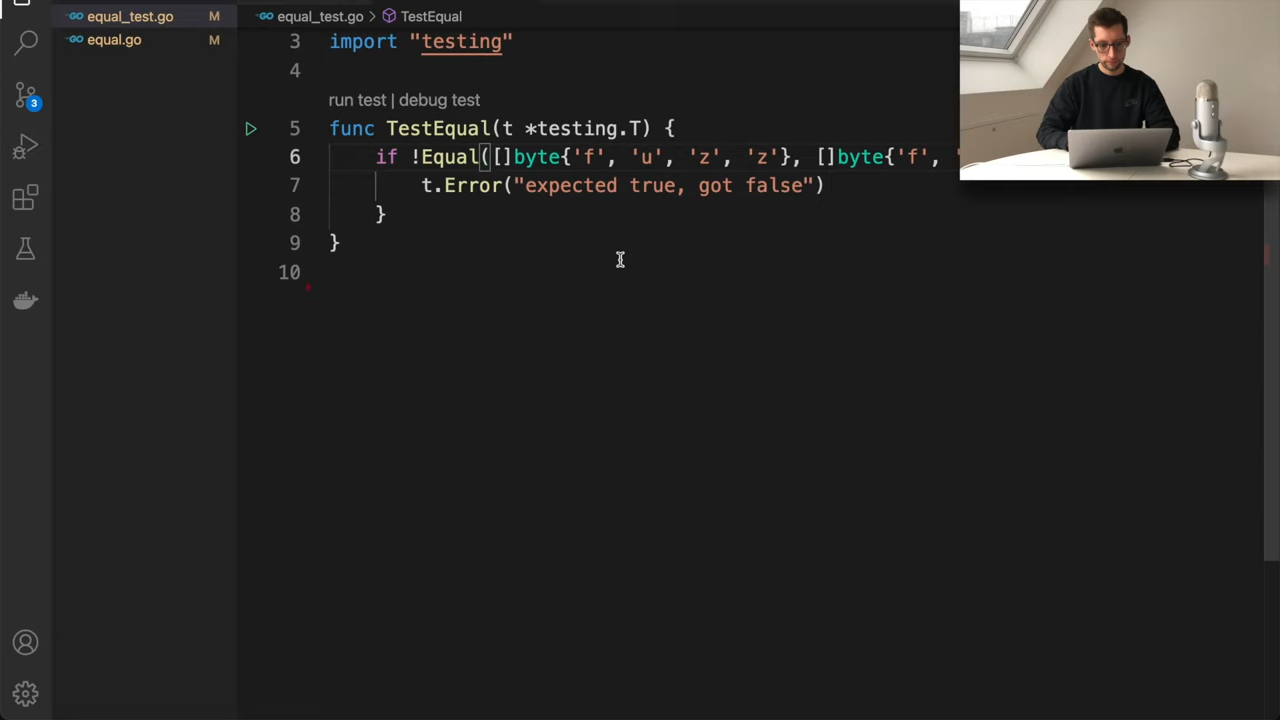 equal_test.go M
equal.go M
3
equal_test.go > TestEqual
3 import "testing"
4
run test | debug test
5 func TestEqual(t *testing.T) {
6 if !Equal([]byte{'f', 'u', 'z', 'z'}, []byte{'f', '
7 t.Error("expected true, got false")
8 }
9 }
10